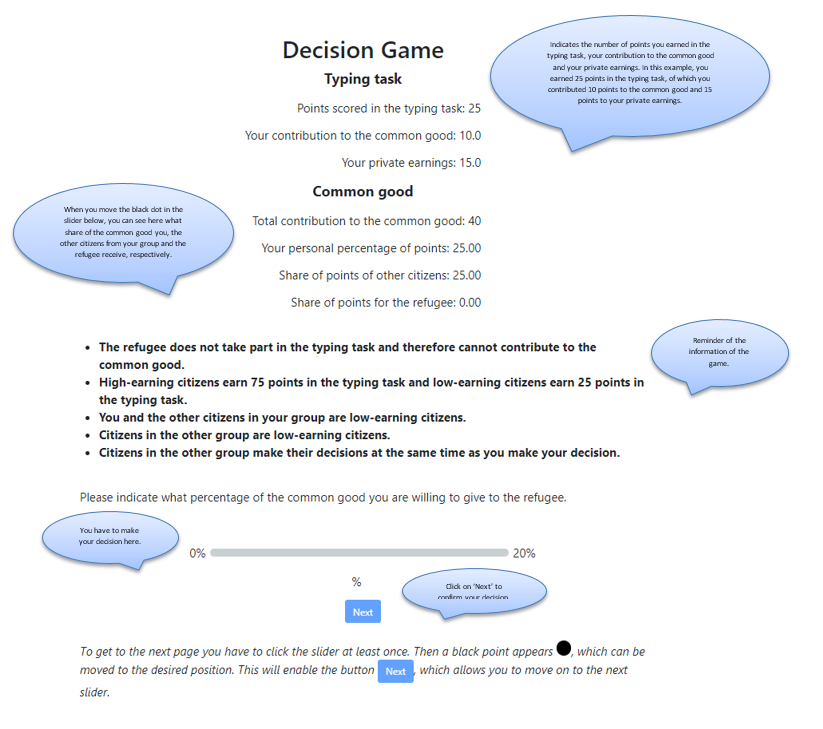 Decision Game
Indicates the number of points you earned in the
typing task, your contribution to the common good
and your private earnings. In this example, you
earned 25 points in the typing task, of which you
contributed 10 points to the common good and 15
points to your private earnings.
Typing task
Points scored in the typing task: 25
Your contribution to the common good: 10.0
Your private earnings: 15.0
Common good
When you move the black dot in the
slider below, you can see here what
share of the common good you, the
other citizens from your group and the
refugee receive, respectively.
Total contribution to the common good: 40
Your personal percentage of points: 25.00
Share of points of other citizens: 25.00
Share of points for the refugee: 0.00
Reminder of the
information of the
game.
• The refugee does not take part in the typing task and therefore cannot contribute to the
common good.
• High-earning citizens earn 75 points in the typing task and low-earning citizens earn 25 points in
the typing task.
• You and the other citizens in your group are low-earning citizens.
• Citizens in the other group are low-earning citizens.
• Citizens in the other group make their decisions at the same time as you make your decision.
Please indicate what percentage of the common good you are willing to give to the refugee.
You have to make
your decision here.
0% 20%
%
Click on ‘Next’ to
confirm your decision
Next
To get to the next page you have to click the slider at least once. Then a black point appears , which can be
moved to the desired position. This will enable the button Next , which allows you to move on to the next
slider.